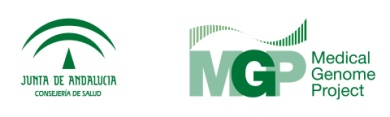 JUNTA DE ANDALUCIA
CONSEJERÍA DE SALUD
MGP
Medical
Genome
Project